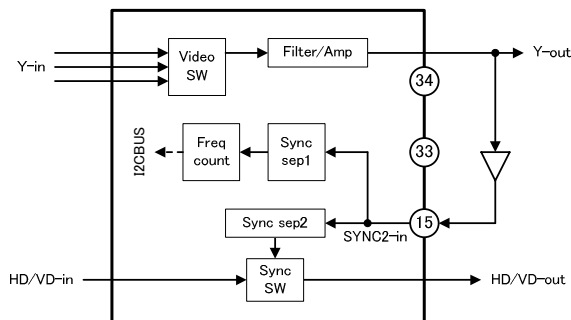 Y-in
Video
SW
Filter/Amp
Y-out
34
I2CBUS
Freq
count
Sync
sep1
33
Sync sep2
SYNC2-in
15
HD/VD-in
Sync
SW
HD/VD-out